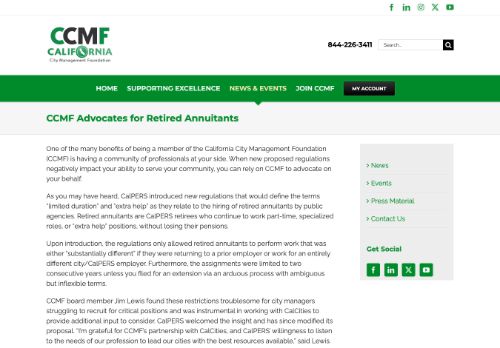 CCMF
CALIFORNIA
City Management Foundation
844-226-3411
Search...
HOME SUPPORTING EXCELLENCE NEWS & EVENTS JOIN CCMF MY ACCOUNT
CCMF Advocates for Retired Annuitants
One of the many benefits of being a member of the California City Management Foundation
(CCMF) is having a community of professionals at your side. When new proposed regulations
negatively impact your ability to serve your community, you can rely on CCMF to advocate on
your behalf.
As you may have heard, CalPERS introduced new regulations that would define the terms
"limited duration" and "extra help" as they relate to the hiring of retired annuitants by public
agencies. Retired annuitants are CalPERS retirees who continue to work part-time, specialized
roles, or "extra help" positions, without losing their pensions.
Upon introduction, the regulations only allowed retired annuitants to perform work that was
either "substantially different" if they were returning to a prior employer or work for an entirely
different city/CalPERS employer. Furthermore, the assignments were limited to two
consecutive years unless you filed for an extension via an arduous process with ambiguous
but inflexible terms.
CCMF board member Jim Lewis found these restrictions troublesome for city managers
struggling to recruit for critical positions and was instrumental in working with CalCities to
provide additional input to consider. CalPERS welcomed the insight and has since modified its
proposal. "I'm grateful for CCMF's partnership with CalCities, and CalPERS' willingness to listen
to the needs of our profession to lead our cities with the best resources available," said Lewis.
> News
> Events
> Press Material
> Contact Us
Get Social